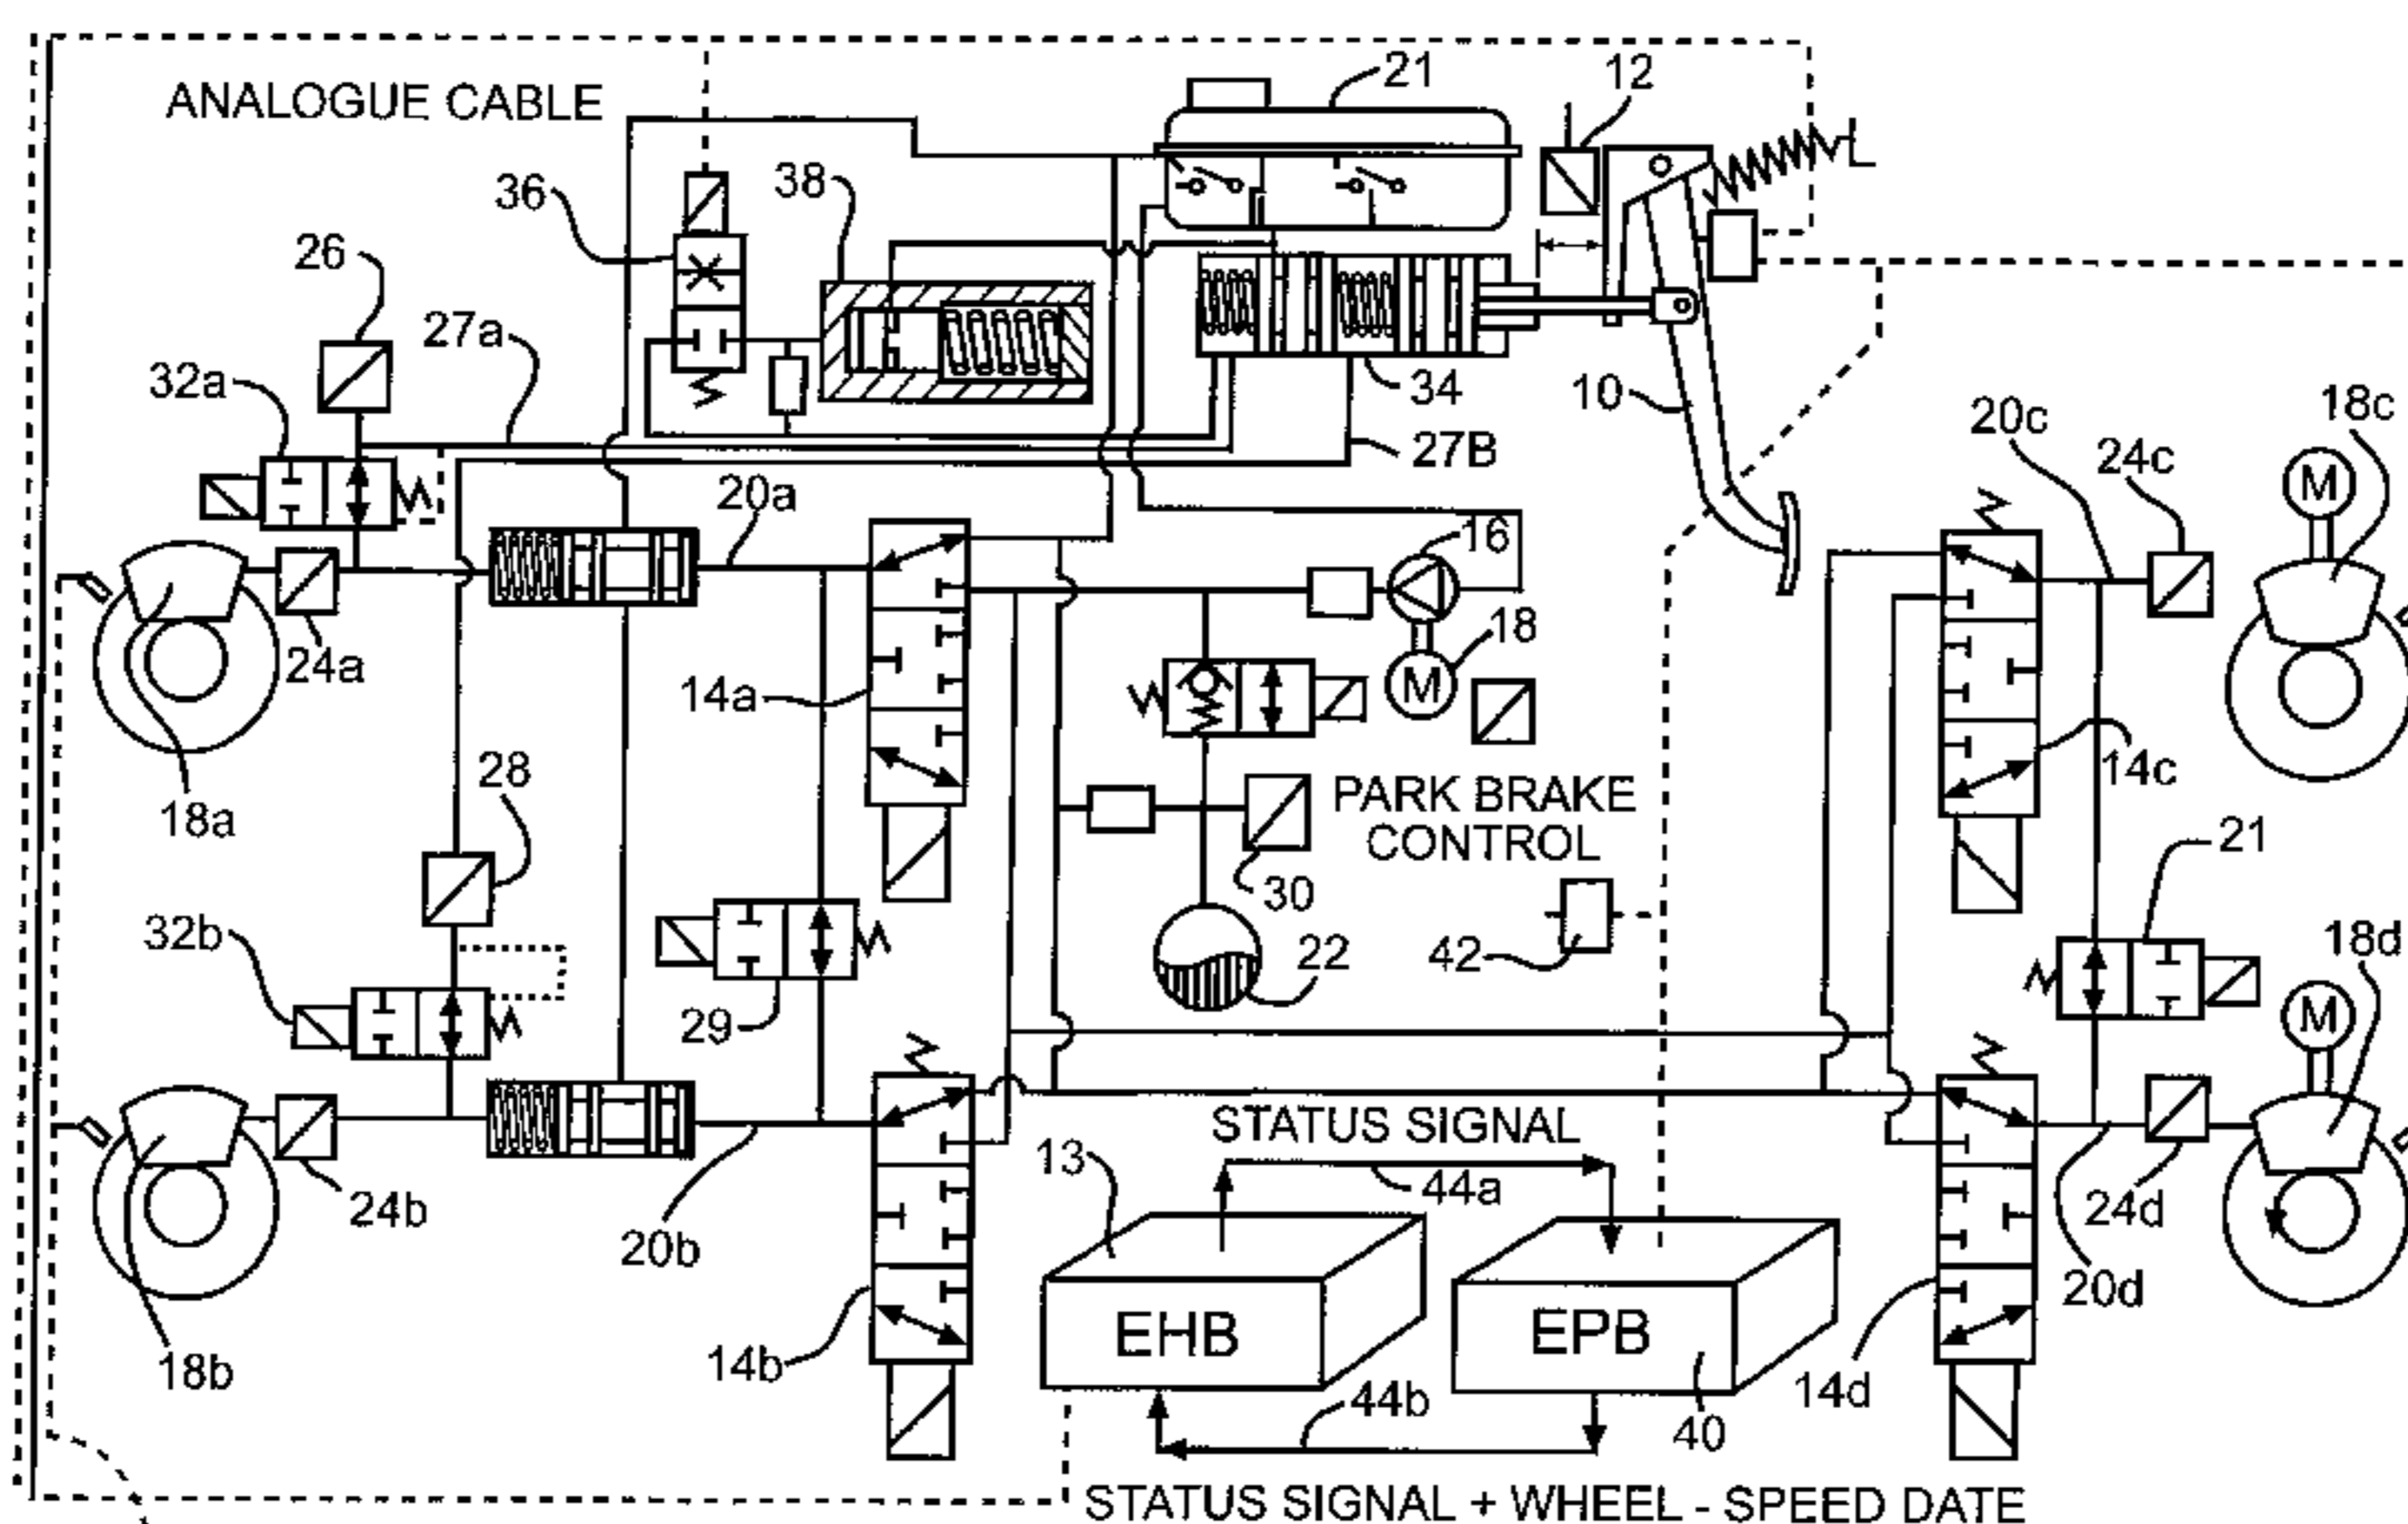 ANALOGUE CABLE
21
12
36
38
26
27a
32a
34
10
20c
18c
24c
M
27B
20a
16
24a
18
14a
M
18a
28
PARK BRAKE
CONTROL
14c
21
30
32b
22
42
18d
29
M
STATUS SIGNAL
13
44a
24b
20b
24d
20d
EHB
EPB
18b
14b
44b
40
14d
STATUS SIGNAL + WHEEL - SPEED DATE